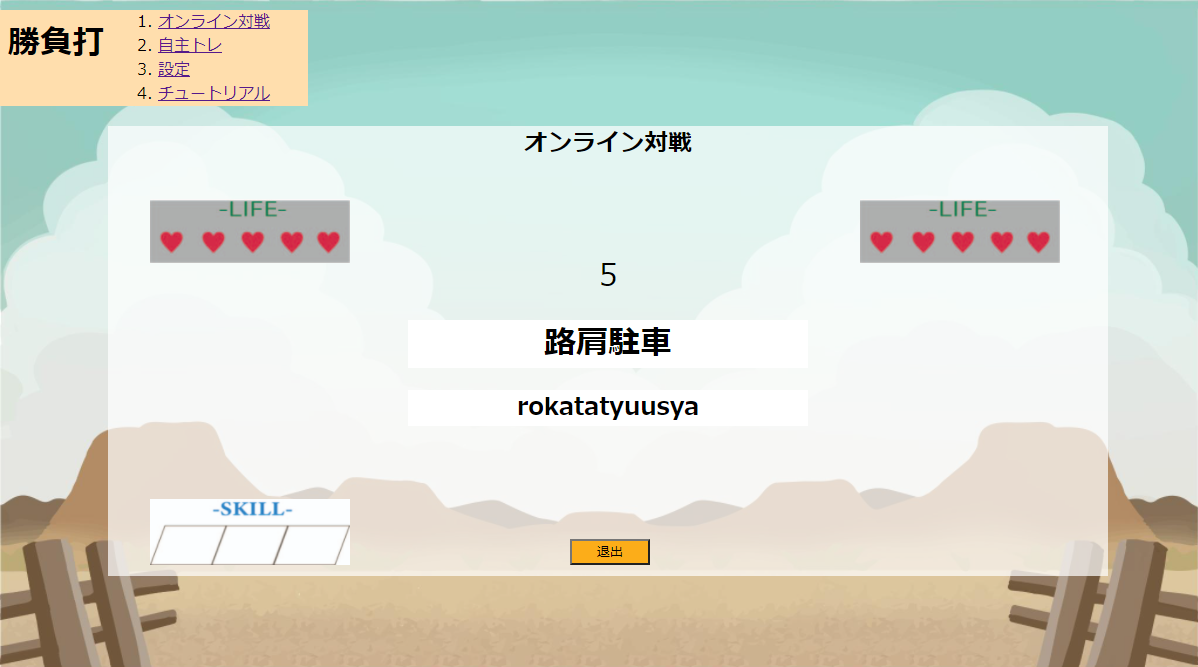 勝負打
1. オンライン対戦
2. 自主トレ
3. 設定
4. チュートリアル
オンライン対戦
-LIFE-
-LIFE-
5
路肩駐車
rokatatyuusya
-SKILL-
退出